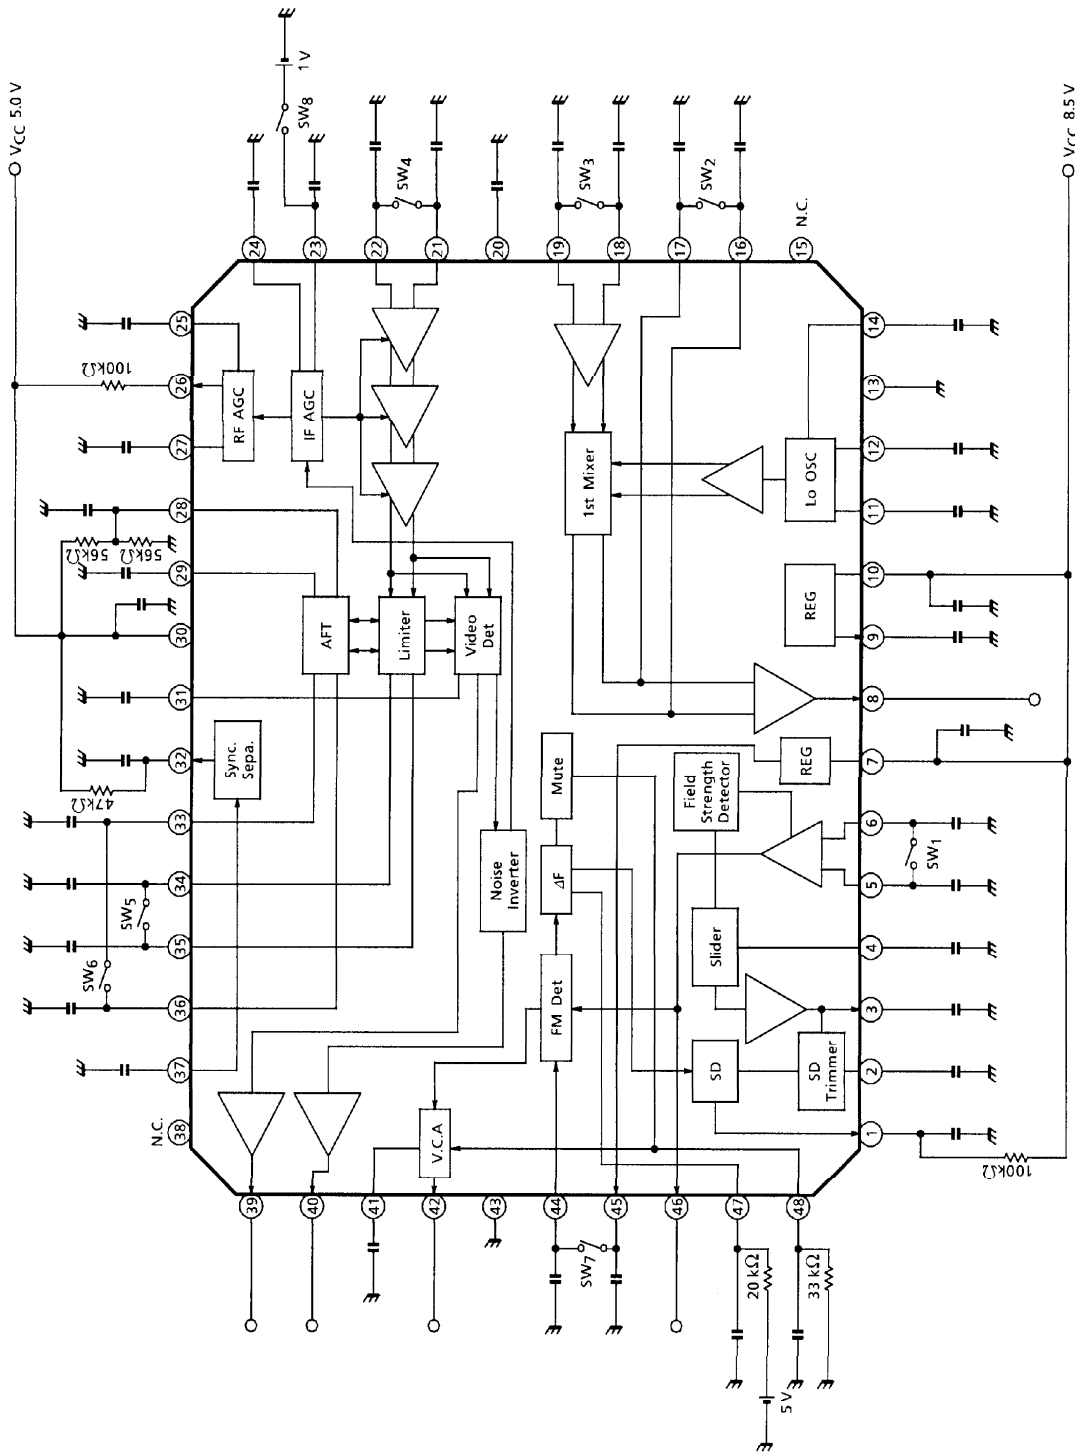 VCC 5.0 V
1 V
SW8
SW4
SW3
SW2
N.C.
24
23
22
21
20
19
18
17
16
15
25
100kΩ
26
27
28
56kΩ
56kΩ
29
30
31
32
47kΩ
33
34
SW5
35
SW6
36
37
N.C.
38
RF AGC
IF AGC
AFT
Limiter
Video Det
Sync. Sepa.
Noise Inverter
1st Mixer
Lo OSC
REG
REG
Mute
ΔF
FM Det
Field Strength Detector
Slider
SD
SD Trimmer
V.C.A
14
13
12
11
10
9
8
7
6
SW1
5
4
3
2
1
100kΩ
VCC 8.5 V
39
40
41
42
43
44
45
46
47
48
SW7
20 kΩ
33 kΩ
5 V